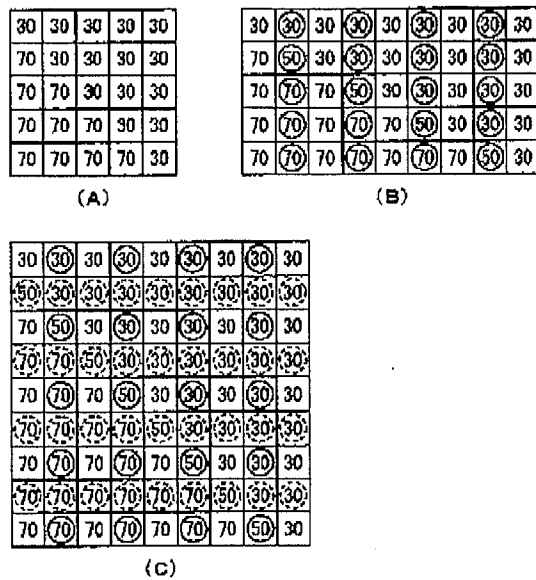 30 30 30 30 30
70 30 30 30 30
70 70 30 30 30
70 70 70 30 30
70 70 70 70 30
(A)
30 30 30 30 30 30 30 30 30
70 50 30 30 30 30 30 30 30
70 70 70 50 30 30 30 30 30
70 70 70 70 70 50 30 30 30
70 70 70 70 70 70 70 50 30
(B)
30 30 30 30 30 30 30 30 30
50 30 30 30 30 30 30 30 30
70 50 30 30 30 30 30 30 30
70 70 50 30 30 30 30 30 30
70 70 70 50 30 30 30 30 30
70 70 70 70 50 30 30 30 30
70 70 70 70 70 50 30 30 30
70 70 70 70 70 70 50 30 30
70 70 70 70 70 70 70 50 30
(C)